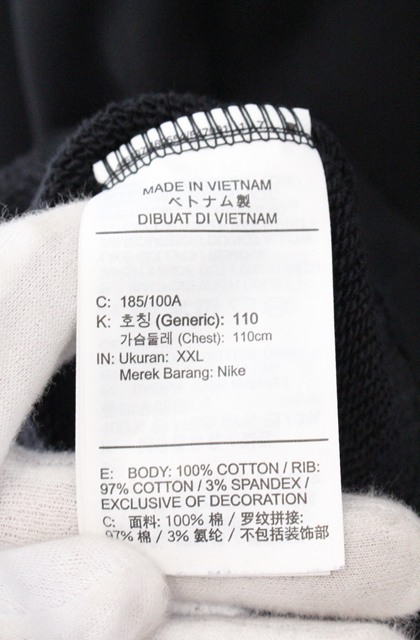 MADE IN VIETNAM
ベトナム製
DIBUAT DI VIETNAM
C: 185/100A
K: 호칭 (Generic): 110
가슴둘레 (Chest): 110cm
IN: Ukuran: XXL
Merek Barang: Nike
E: BODY: 100% COTTON / RIB:
97% COTTON / 3% SPANDEX /
EXCLUSIVE OF DECORATION
C: 面料: 100% 棉 / 罗纹拼接:
97% 棉 / 3% 氨纶 / 不包括装饰部